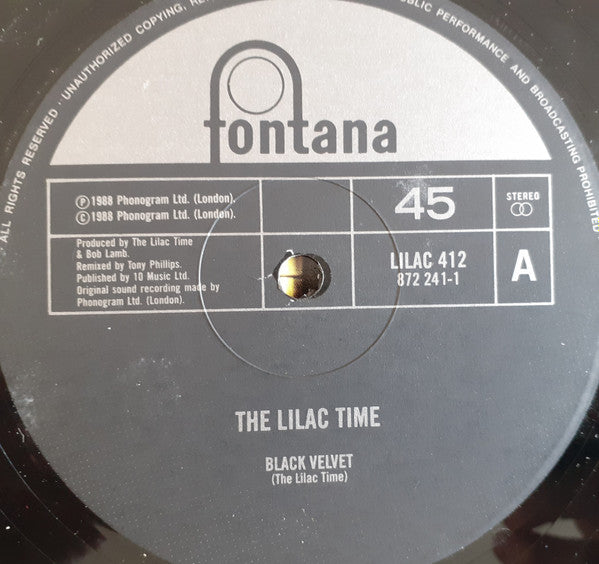 ALL RIGHTS RESERVED · UNAUTHORIZED COPYING,
PUBLIC PERFORMANCE AND BROADCASTING PROHIBITED
fontana
Ⓟ1988 Phonogram Ltd. (London).
©1988 Phonogram Ltd. (London).
45
STEREO
Produced by The Lilac Time
& Bob Lamb.
Remixed by Tony Phillips.
Published by 10 Music Ltd.
Original sound recording made by
Phonogram Ltd. (London).
LILAC 412
872 241-1
A
THE LILAC TIME
BLACK VELVET
(The Lilac Time)